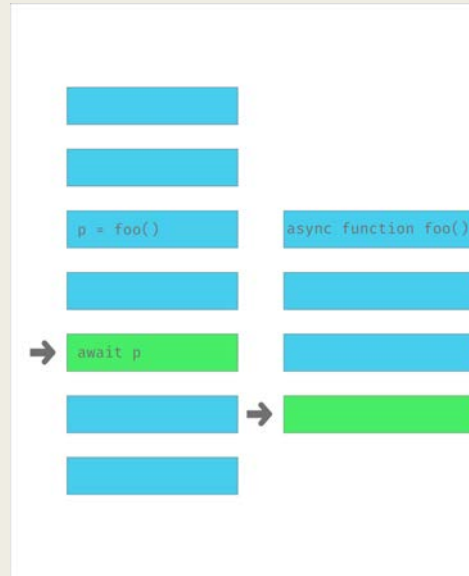 p = foo()
async function foo()
await p